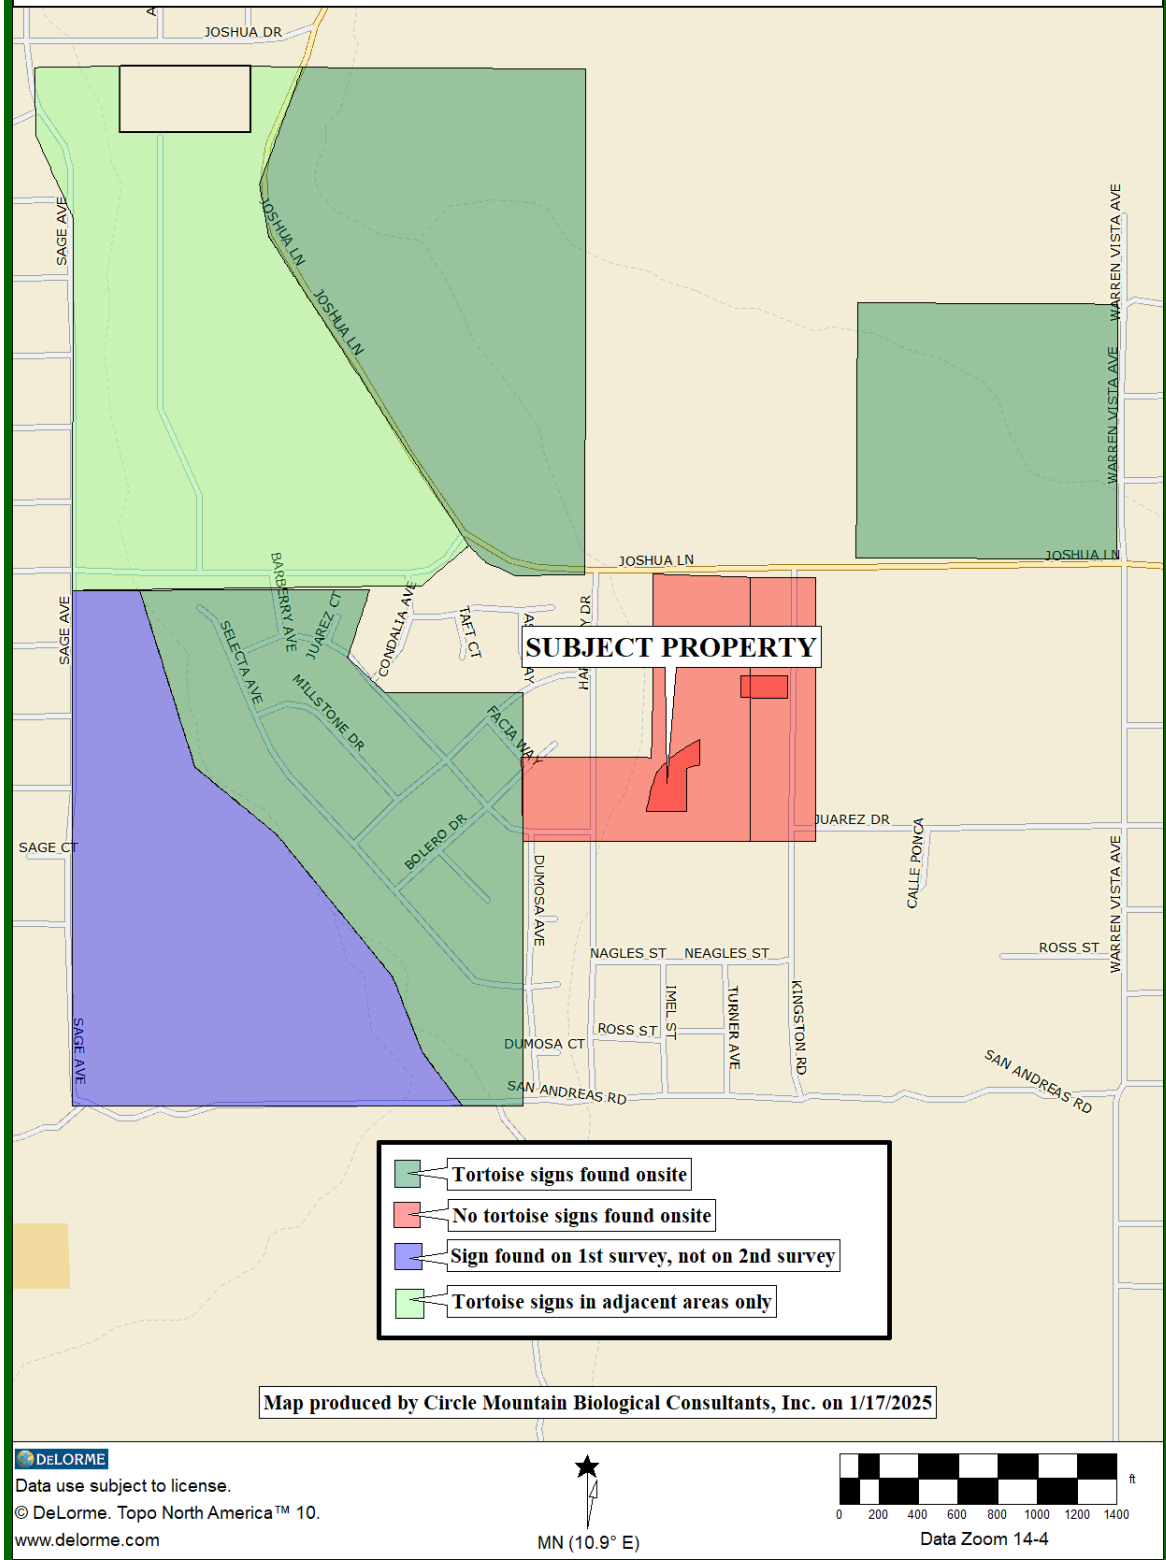 A
JOSHUA DR
SAGE AVE
JOSHUA LN
JOSHUA LN
WARREN VISTA AVE
WARREN VISTA AVE
JOSHUA LN
JOSHUA LN
BARBERRY AVE
JUAREZ CT
CONDALIA AVE
TAFT CT
SAGE AVE
SELECTA AVE
SUBJECT PROPERTY
MILLSTONE DR
FACIA WAY
BOLERO DR
JUAREZ DR
SAGE CT
DUMOSA AVE
CALLE PONCA
WARREN VISTA AVE
NAGLES ST
NEAGLES ST
ROSS ST
IMEL ST
TURNER AVE
KINGSTON RD
ROSS ST
SAGE AVE
DUMOSA CT
SAN ANDREAS RD
SAN ANDREAS RD
Tortoise signs found onsite
No tortoise signs found onsite
Sign found on 1st survey, not on 2nd survey
Tortoise signs in adjacent areas only
Map produced by Circle Mountain Biological Consultants, Inc. on 1/17/2025
DELORME
Data use subject to license.
© DeLorme. Topo North America™ 10.
www.delorme.com
MN (10.9° E)
ft
0 200 400 600 800 1000 1200 1400
Data Zoom 14-4